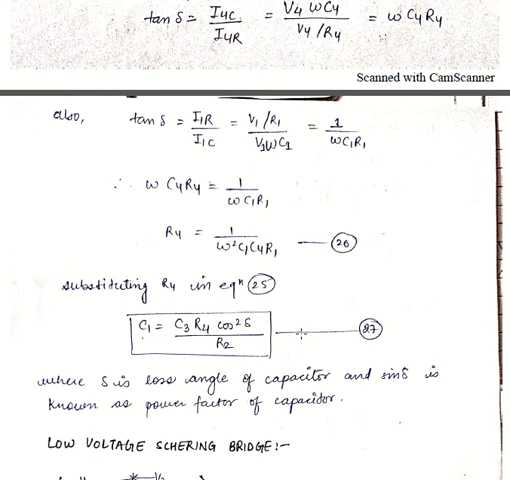 tan δ = I4C / I4R = V4 ωC4 / V4/R4 = ω C4 R4
Scanned with CamScanner
also, tan δ = I1R / I1C = V1/R1 / V1ωC1 = 1 / ωC1R1
∴ ω C4R4 = 1 / ωC1R1
R4 = 1 / ω²C1C4R1 — 26
substituting R4 in eqⁿ 25
C1 = C3 R4 cos²δ / R2 — 27
where δ is loss angle of capacitor and sinδ is
known as power factor of capacitor.
LOW VOLTAGE SCHERING BRIDGE:-